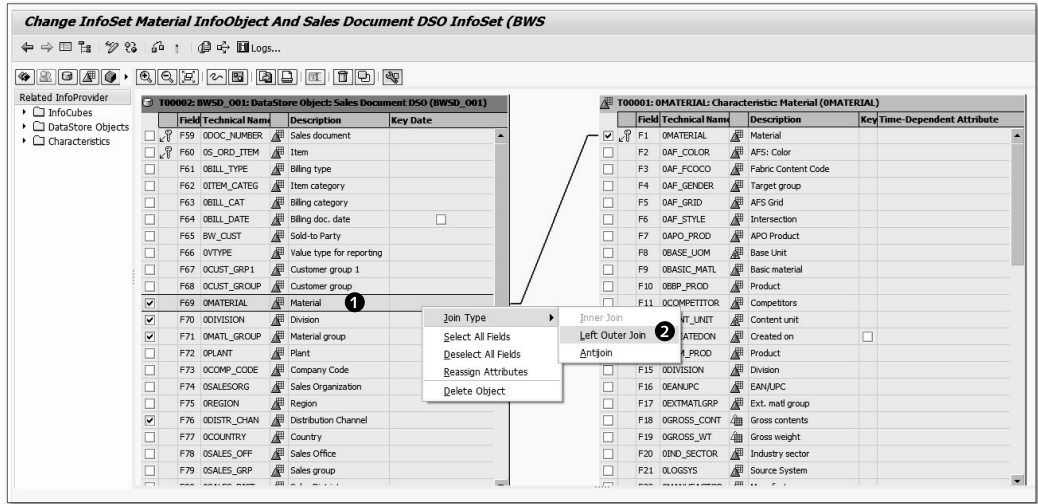 Change InfoSet Material InfoObject And Sales Document DSO InfoSet (BWS
Logs...
Related InfoProvider
InfoCubes
DataStore Objects
Characteristics
T00002: BWSD_O01: DataStore Object: Sales Document DSO (BWSD_O01)
Field Technical Name Description Key Date
F59 0DOC_NUMBER Sales document
F60 0S_ORD_ITEM Item
F61 0BILL_TYPE Billing type
F62 0ITEM_CATEG Item category
F63 0BILL_CAT Billing category
F64 0BILL_DATE Billing doc. date
F65 BW_CUST Sold-to Party
F66 0VTYPE Value type for reporting
F67 0CUST_GRP1 Customer group 1
F68 0CUST_GROUP Customer group
F69 0MATERIAL Material 1
F70 0DIVISION Division
F71 0MATL_GROUP Material group
F72 0PLANT Plant
F73 0COMP_CODE Company Code
F74 0SALESORG Sales Organization
F75 0REGION Region
F76 0DISTR_CHAN Distribution Channel
F77 0COUNTRY Country
F78 0SALES_OFF Sales Office
F79 0SALES_GRP Sales group
Join Type
Select All Fields
Deselect All Fields
Reassign Attributes
Delete Object
Inner Join
Left Outer Join 2
Antijoin
T00001: 0MATERIAL: Characteristic: Material (0MATERIAL)
Field Technical Name Description Key Time-Dependent Attribute
F1 0MATERIAL Material
F2 0AF_COLOR AFS: Color
F3 0AF_FCOCO Fabric Content Code
F4 0AF_GENDER Target group
F5 0AF_GRID AFS Grid
F6 0AF_STYLE Intersection
F7 0APO_PROD APO Product
F8 0BASE_UOM Base Unit
F9 0BASIC_MATL Basic material
F10 0BBP_PROD Product
F11 0COMPETITOR Competitors
NT_UNIT Content unit
EATEDON Created on
M_PROD Product
F15 0DIVISION Division
F16 0EANUPC EAN/UPC
F17 0EXTMATLGRP Ext. matl group
F18 0GROSS_CONT Gross contents
F19 0GROSS_WT Gross weight
F20 0IND_SECTOR Industry sector
F21 0LOGSYS Source System